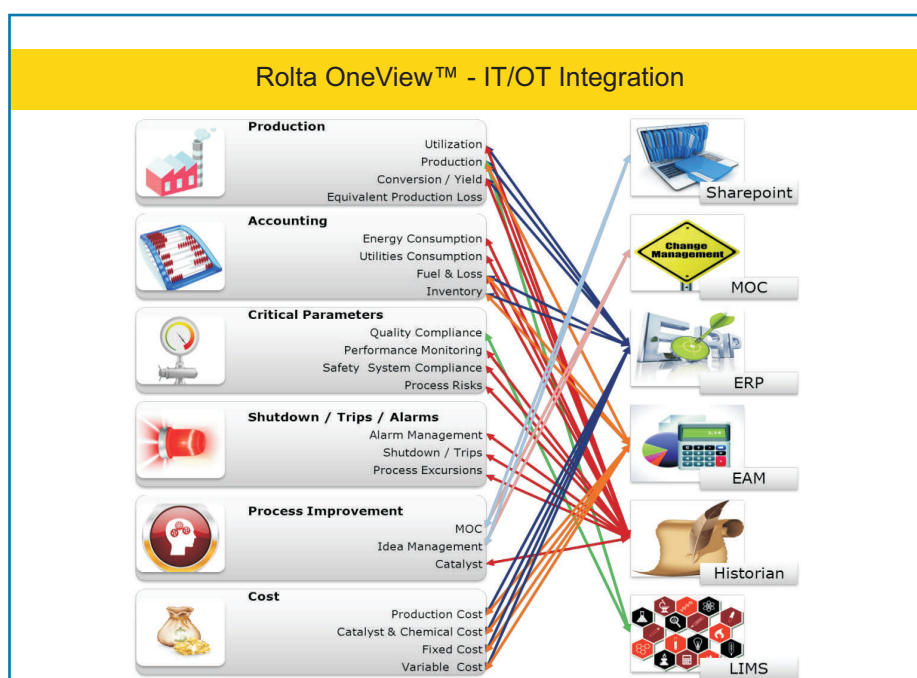 Rolta OneView™ - IT/OT Integration
Production
Utilization
Production
Conversion / Yield
Equivalent Production Loss
Accounting
Energy Consumption
Utilities Consumption
Fuel & Loss
Inventory
Critical Parameters
Quality Compliance
Performance Monitoring
Safety System Compliance
Process Risks
Shutdown / Trips / Alarms
Alarm Management
Shutdown / Trips
Process Excursions
Process Improvement
MOC
Idea Management
Catalyst
Cost
Production Cost
Catalyst & Chemical Cost
Fixed Cost
Variable Cost
Sharepoint
Change
Management
MOC
ERP
EAM
Historian
LIMS